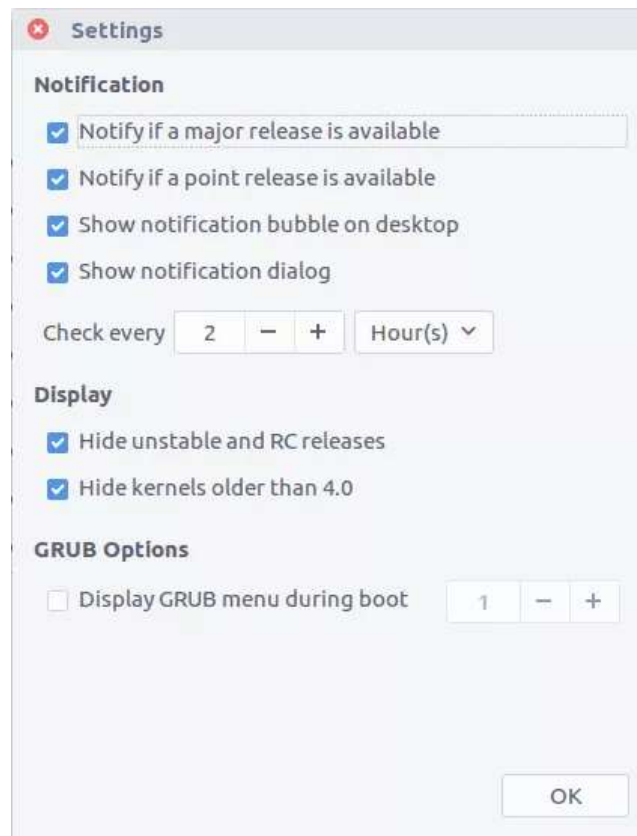 Settings
Notification
Notify if a major release is available
Notify if a point release is available
Show notification bubble on desktop
Show notification dialog
Check every 2 − + Hour(s)
Display
Hide unstable and RC releases
Hide kernels older than 4.0
GRUB Options
Display GRUB menu during boot 1 − +
OK